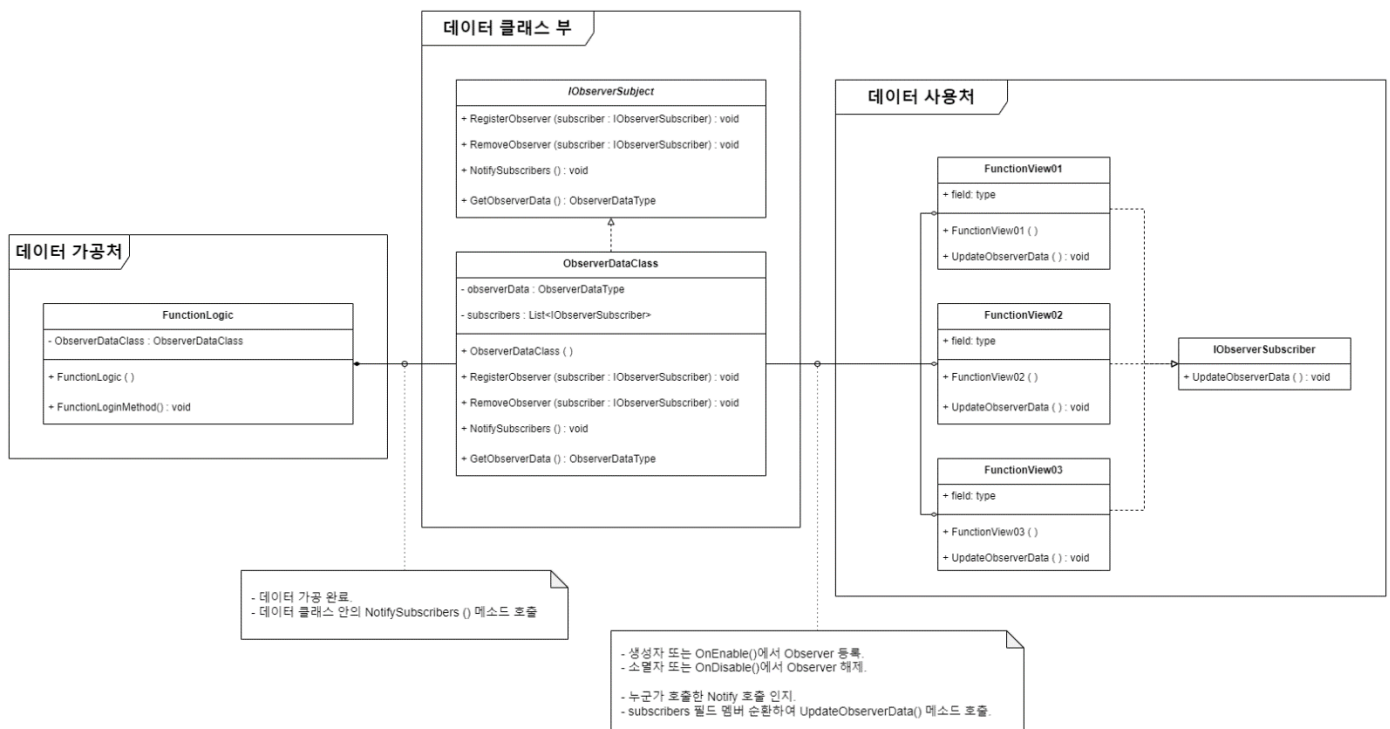 데이터 클래스 부
IObserverSubject
+ RegisterObserver (subscriber : IObserverSubscriber) : void
+ RemoveObserver (subscriber : IObserverSubscriber) : void
+ NotifySubscribers () : void
+ GetObserverData () : ObserverDataType
ObserverDataClass
- observerData : ObserverDataType
- subscribers : List<IObserverSubscriber>
+ ObserverDataClass ( )
+ RegisterObserver (subscriber : IObserverSubscriber) : void
+ RemoveObserver (subscriber : IObserverSubscriber) : void
+ NotifySubscribers () : void
+ GetObserverData () : ObserverDataType
데이터 가공처
FunctionLogic
- ObserverDataClass : ObserverDataClass
+ FunctionLogic ( )
+ FunctionLoginMethod() : void
데이터 사용처
FunctionView01
+ field: type
+ FunctionView01 ( )
+ UpdateObserverData ( ) : void
FunctionView02
+ field: type
+ FunctionView02 ( )
+ UpdateObserverData ( ) : void
FunctionView03
+ field: type
+ FunctionView03 ( )
+ UpdateObserverData ( ) : void
IObserverSubscriber
+ UpdateObserverData ( ) : void
- 데이터 가공 완료.
- 데이터 클래스 안의 NotifySubscribers () 메소드 호출
- 생성자 또는 OnEnable()에서 Observer 등록.
- 소멸자 또는 OnDisable()에서 Observer 해제.
- 누군가 호출한 Notify 호출 인지.
- subscribers 필드 멤버 순환하여 UpdateObserverData() 메소드 호출.